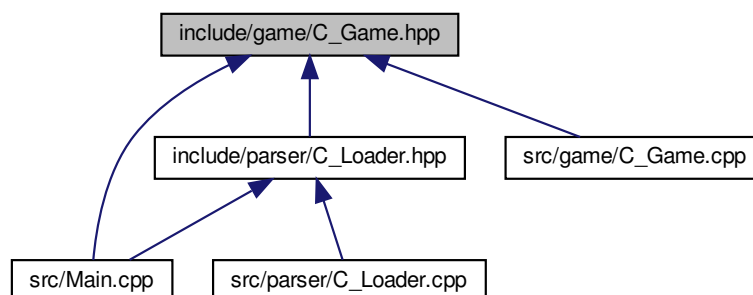 include/game/C_Game.hpp
include/parser/C_Loader.hpp
src/game/C_Game.cpp
src/Main.cpp
src/parser/C_Loader.cpp